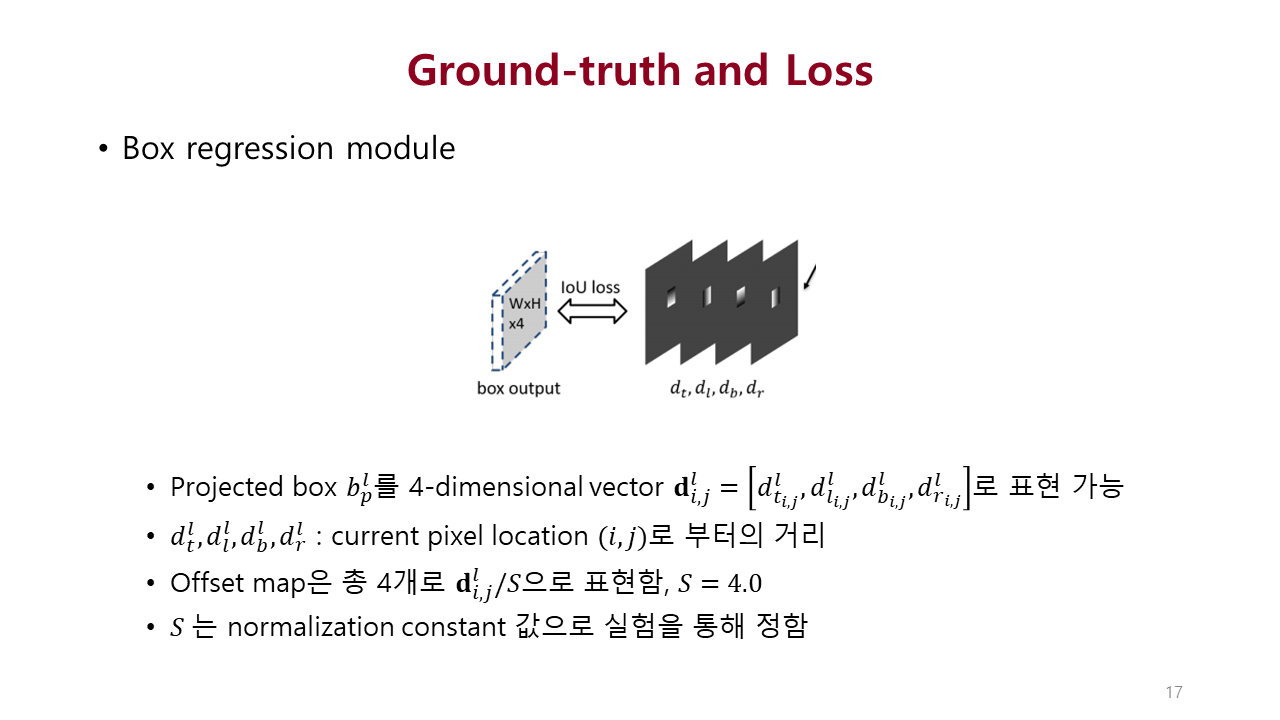 Ground-truth and Loss
• Box regression module
IoU loss
WxH
x4
box output
$d_t, d_l, d_b, d_r$
• Projected box $b_p^l$를 4-dimensional vector $\mathbf{d}_{i,j}^l = \left[d_{t_{i,j}}^l, d_{l_{i,j}}^l, d_{b_{i,j}}^l, d_{r_{i,j}}^l\right]$로 표현 가능
• $d_t^l, d_l^l, d_b^l, d_r^l$ : current pixel location $(i, j)$로 부터의 거리
• Offset map은 총 4개로 $\mathbf{d}_{i,j}^l/S$으로 표현함, $S = 4.0$
• $S$ 는 normalization constant 값으로 실험을 통해 정함
17